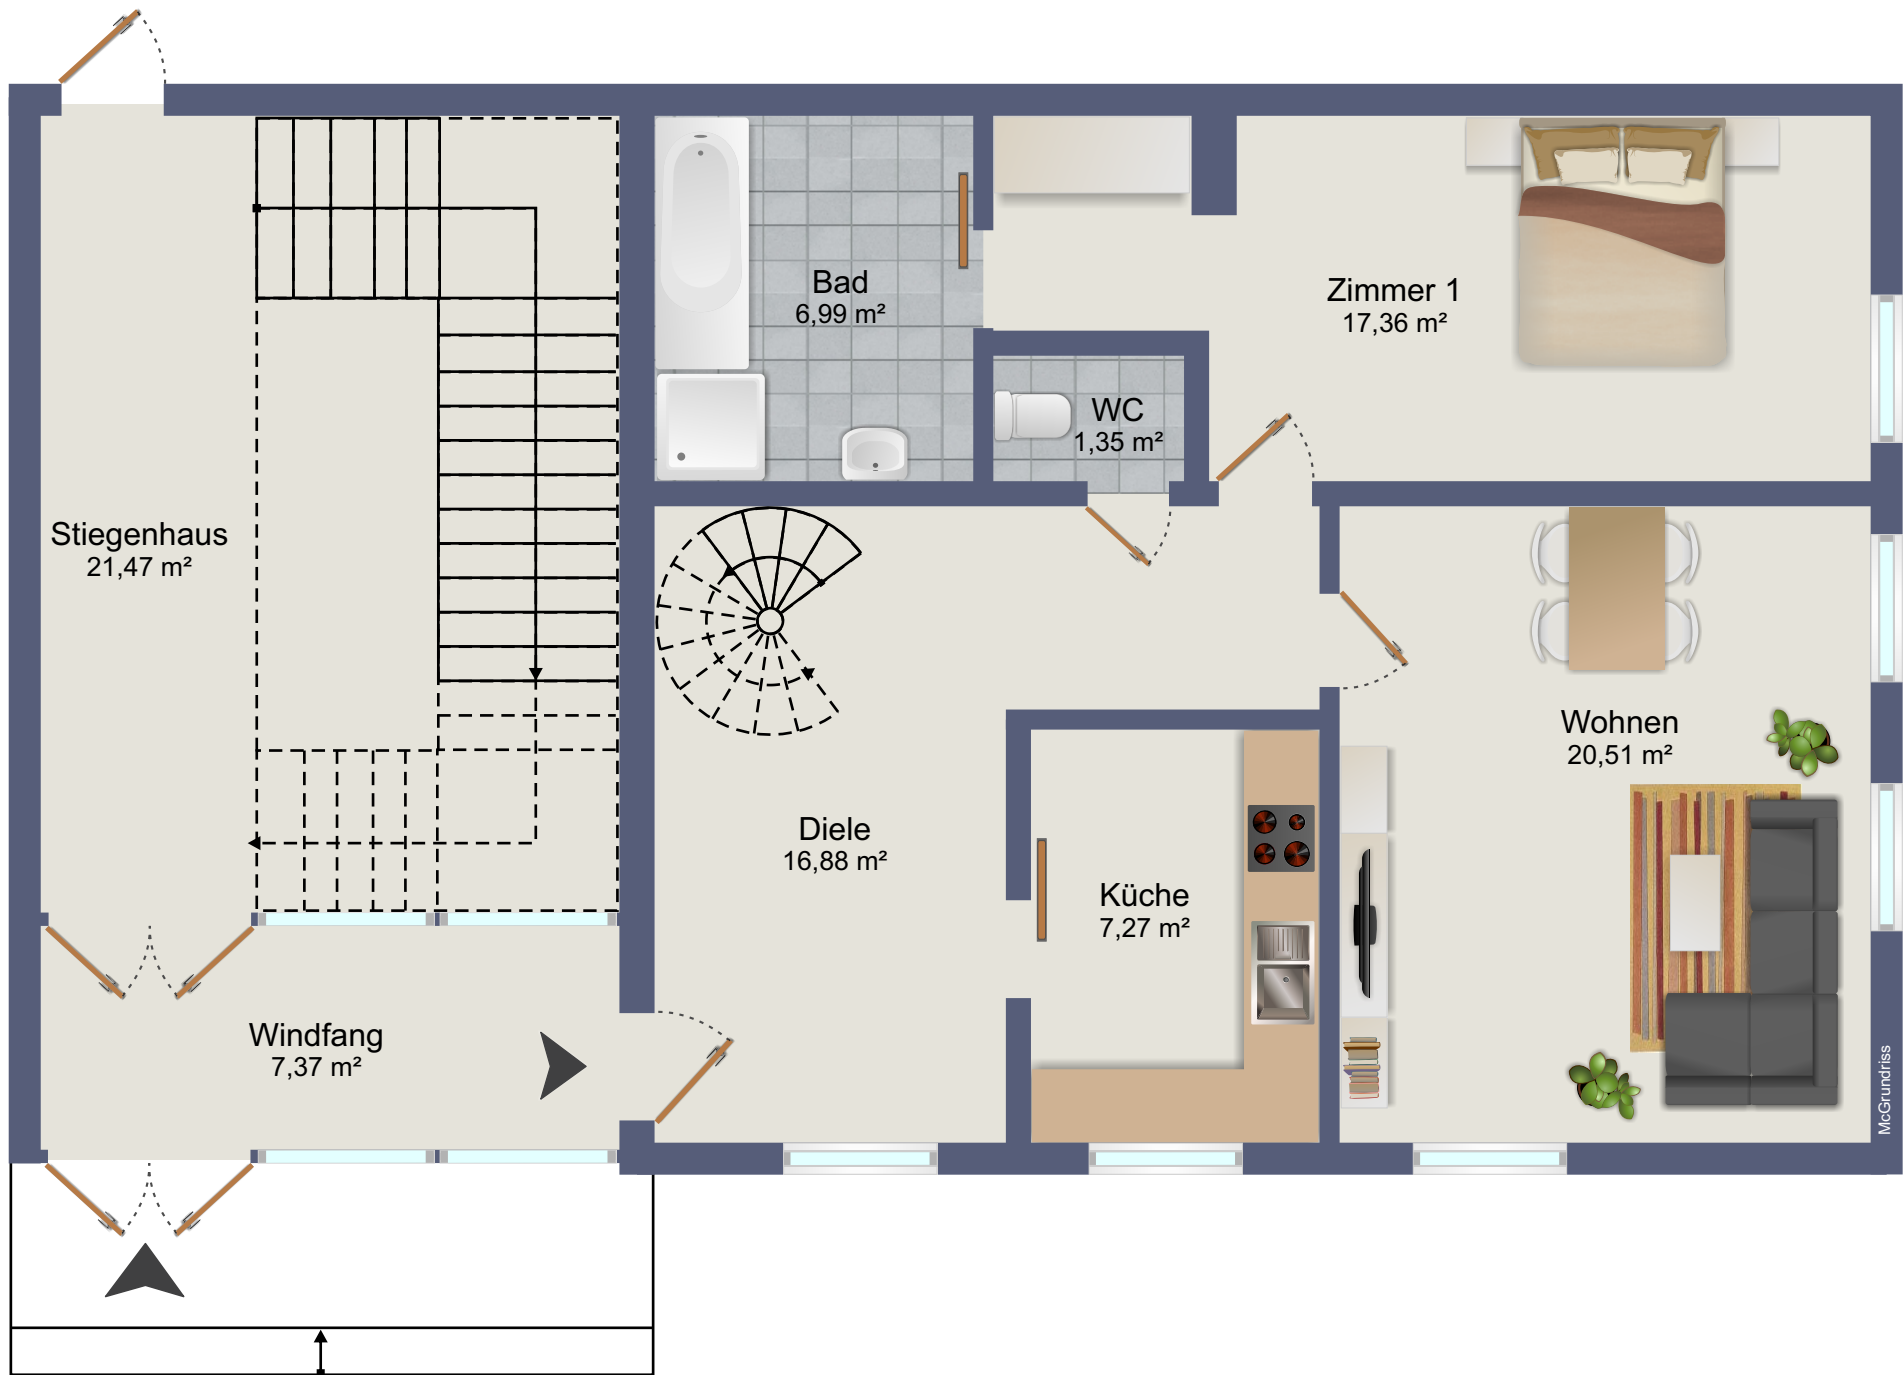 Bad
6,99 m²
Zimmer 1
17,36 m²
WC
1,35 m²
Stiegenhaus
21,47 m²
Wohnen
20,51 m²
Diele
16,88 m²
Küche
7,27 m²
Windfang
7,37 m²
McGrundriss